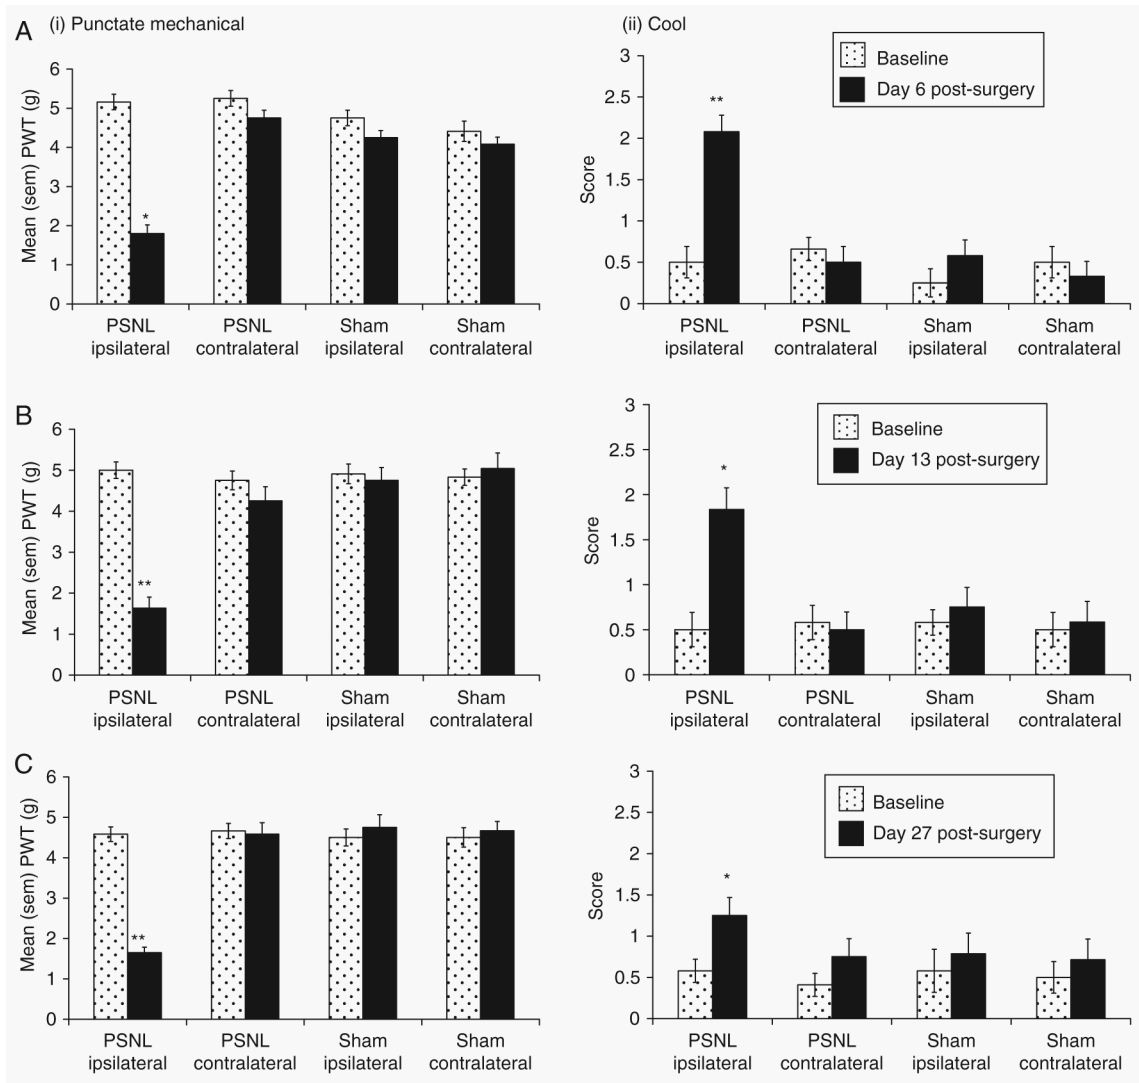 A (i) Punctate mechanical (ii) Cool
Baseline
Day 6 post-surgery
Mean (sem) PWT (g)
6
5
4
3
2
1
0
*
PSNL ipsilateral
PSNL contralateral
Sham ipsilateral
Sham contralateral
Score
3
2.5
2
1.5
1
0.5
0
**
PSNL ipsilateral
PSNL contralateral
Sham ipsilateral
Sham contralateral
B
Mean (sem) PWT (g)
6
5
4
3
2
1
0
**
PSNL ipsilateral
PSNL contralateral
Sham ipsilateral
Sham contralateral
Baseline
Day 13 post-surgery
Score
3
2.5
2
1.5
1
0.5
0
*
PSNL ipsilateral
PSNL contralateral
Sham ipsilateral
Sham contralateral
C
Mean (sem) PWT (g)
6
5
4
3
2
1
0
**
PSNL ipsilateral
PSNL contralateral
Sham ipsilateral
Sham contralateral
Baseline
Day 27 post-surgery
Score
3
2.5
2
1.5
1
0.5
0
*
PSNL ipsilateral
PSNL contralateral
Sham ipsilateral
Sham contralateral